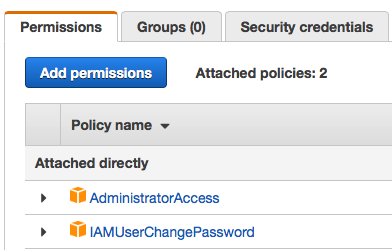 Permissions Groups (0) Security credentials
Add permissions Attached policies: 2
Policy name
Attached directly
AdministratorAccess
IAMUserChangePassword